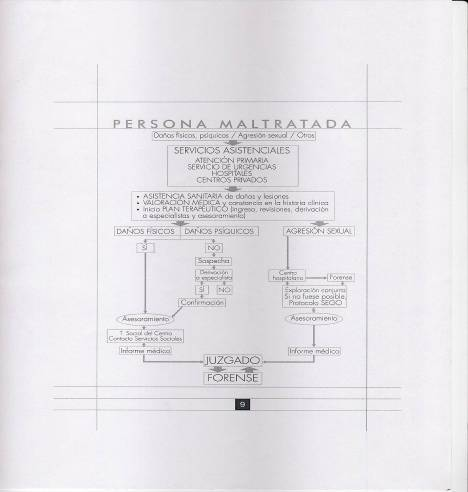 PERSONA MALTRATADA
Daños físicos, psíquicos / Agresión sexual / Otros
SERVICIOS ASISTENCIALES
ATENCIÓN PRIMARIA
SERVICIO DE URGENCIAS
HOSPITALES
CENTROS PRIVADOS
• ASISTENCIA SANITARIA de daños y lesiones
• VALORACIÓN MÉDICA y constancia en la historia clínica
• Inicio PLAN TERAPÉUTICO (ingreso, revisiones, derivación
a especialistas y asesoramiento)
DAÑOS FÍSICOS DAÑOS PSÍQUICOS AGRESIÓN SEXUAL
SÍ NO
Sospecha
Derivación
a especialista
SÍ NO
Confirmación
Centro
hospitalario
Forense
Exploración conjunta
Si no fuese posible,
Protocolo SEGO
Asesoramiento Asesoramiento
T. Social del Centro
Contacto Servicios Sociales
Informe médico Informe médico
JUZGADO
FORENSE
9